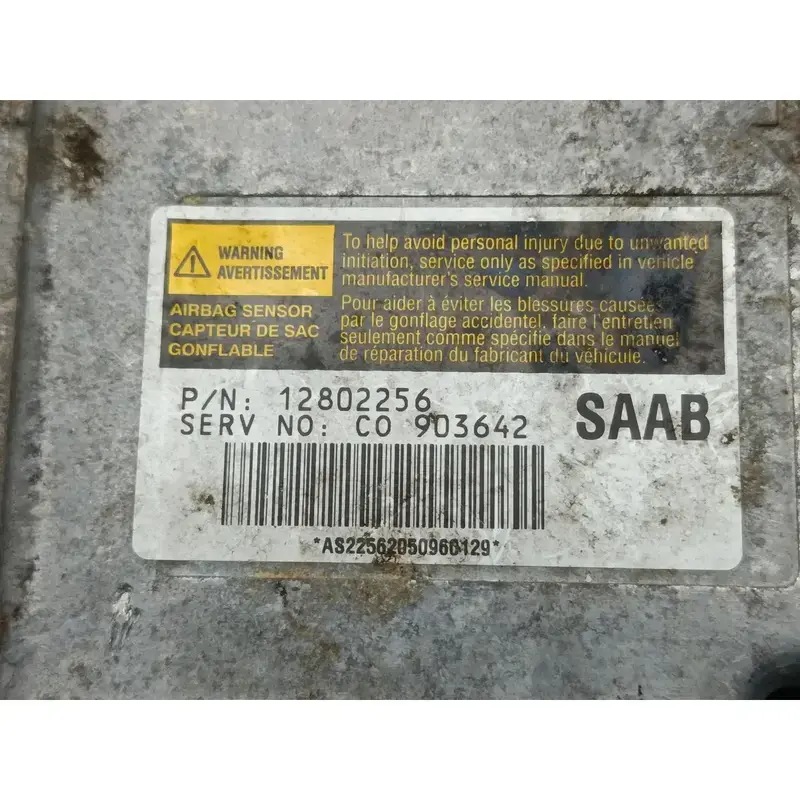 WARNING
AVERTISSEMENT
AIRBAG SENSOR
CAPTEUR DE SAC
GONFLABLE
To help avoid personal injury due to unwanted
initiation, service only as specified in vehicle
manufacturer's service manual.
Pour aider à éviter les blessures causées
par le gonflage accidentel, faire l'entretien
seulement comme spécifié dans le manuel
de réparation du fabricant du véhicule.
P/N: 12802256
SERV NO: CO 903642
SAAB
*AS22562050960129*